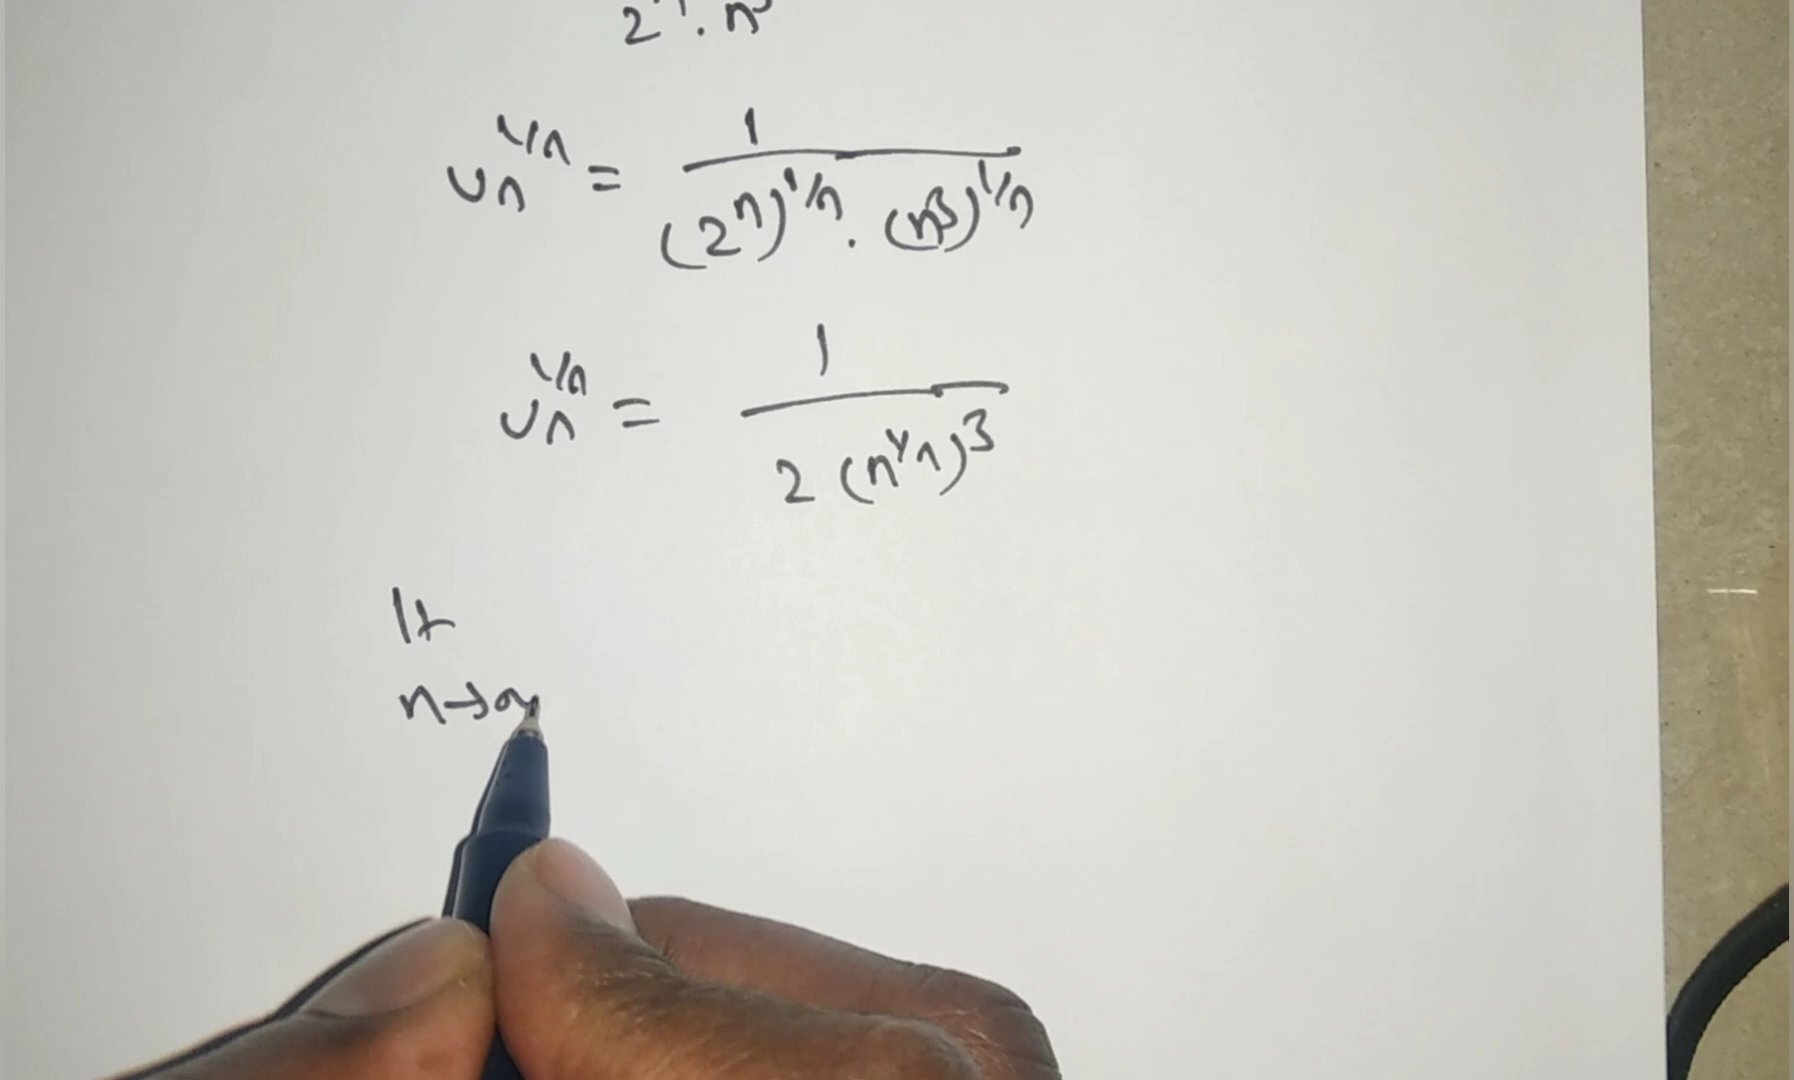 2ⁿ . n³
uₙ^(1/n) = 1 / ((2ⁿ)^(1/n) . (n³)^(1/n))
uₙ^(1/n) = 1 / (2 (n^(1/n))³)
lt
n→∞